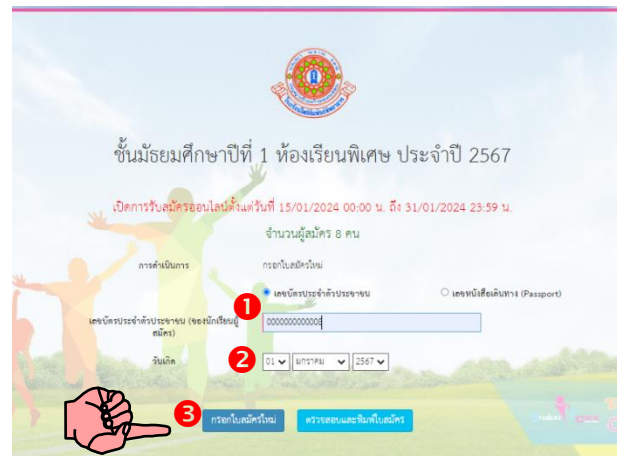 ชั้นมัธยมศึกษาปีที่ 1 ห้องเรียนพิเศษ ประจำปี 2567
เปิดการรับสมัครออนไลน์ตั้งแต่วันที่ 15/01/2024 00:00 น. ถึง 31/01/2024 23:59 น.
จำนวนผู้สมัคร 8 คน
การดำเนินการ กรอกใบสมัครใหม่
เลขบัตรประจำตัวประชาชน เลขหนังสือเดินทาง (Passport)
1
เลขบัตรประจำตัวประชาชน (ของนักเรียนผู้
สมัคร)
วันเกิด 2 01 มกราคม 2567
3 กรอกใบสมัครใหม่ ตรวจสอบและพิมพ์ใบสมัคร